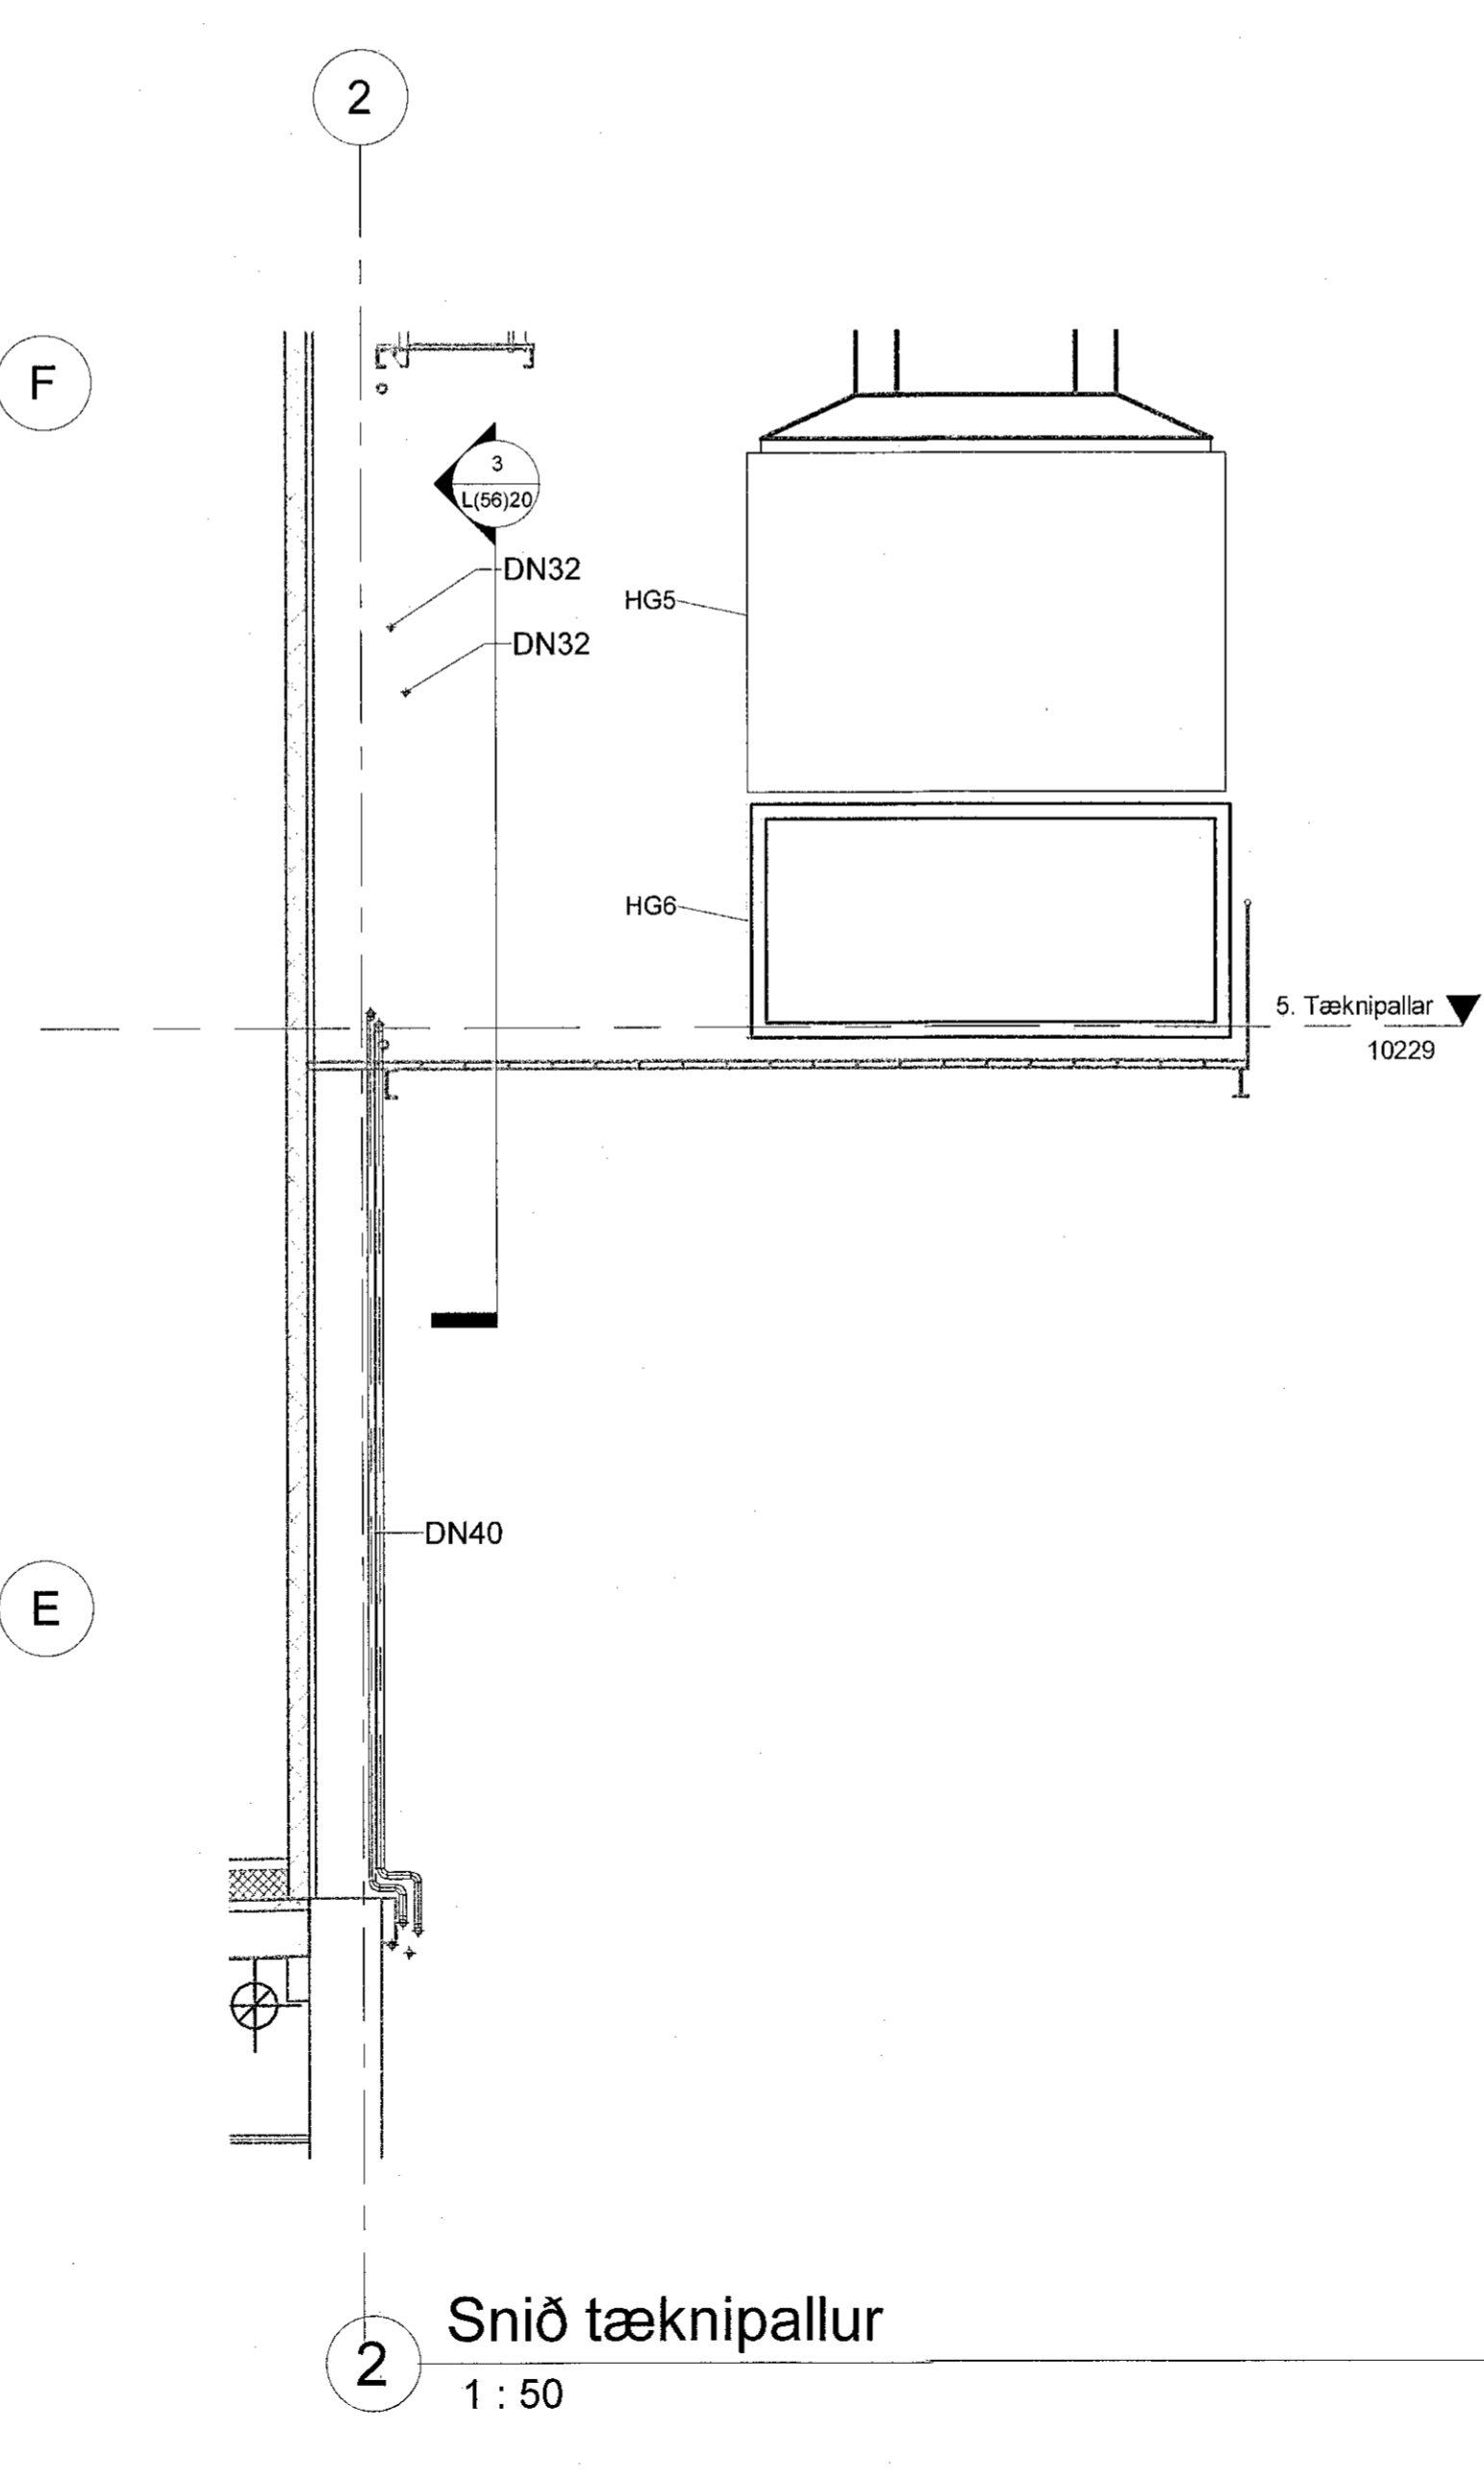 2
F
3
L(56)20
DN32
HG5
DN32
HG6
5. Tæknipallar
10229
DN40
E
Snið tæknipallur
2
1 : 50